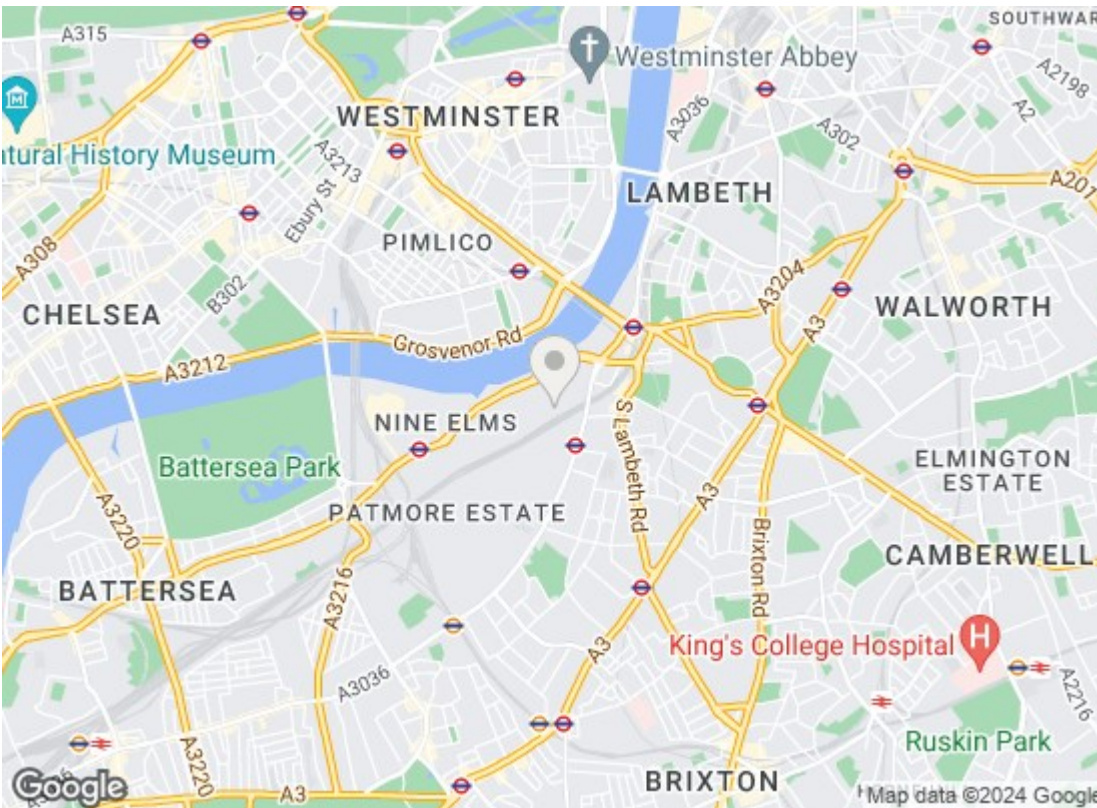 SOUTHWAR
A315
Westminster Abbey
A2198
WESTMINSTER
A3036
A2
A302
atural History Museum
A3213
Ebury St
LAMBETH
A201
PIMLICO
A308
B302
A3204
CHELSEA
WALWORTH
Grosvenor Rd
A3
A3212
NINE ELMS
S Lambeth Rd
Battersea Park
ELMINGTON
ESTATE
A3220
PATMORE ESTATE
A3
Brixton Rd
CAMBERWELL
BATTERSEA
A3216
King's College Hospital
H
A3
A3036
A2216
A3220
Ruskin Park
Google
A3
BRIXTON
Map data ©2024 Google